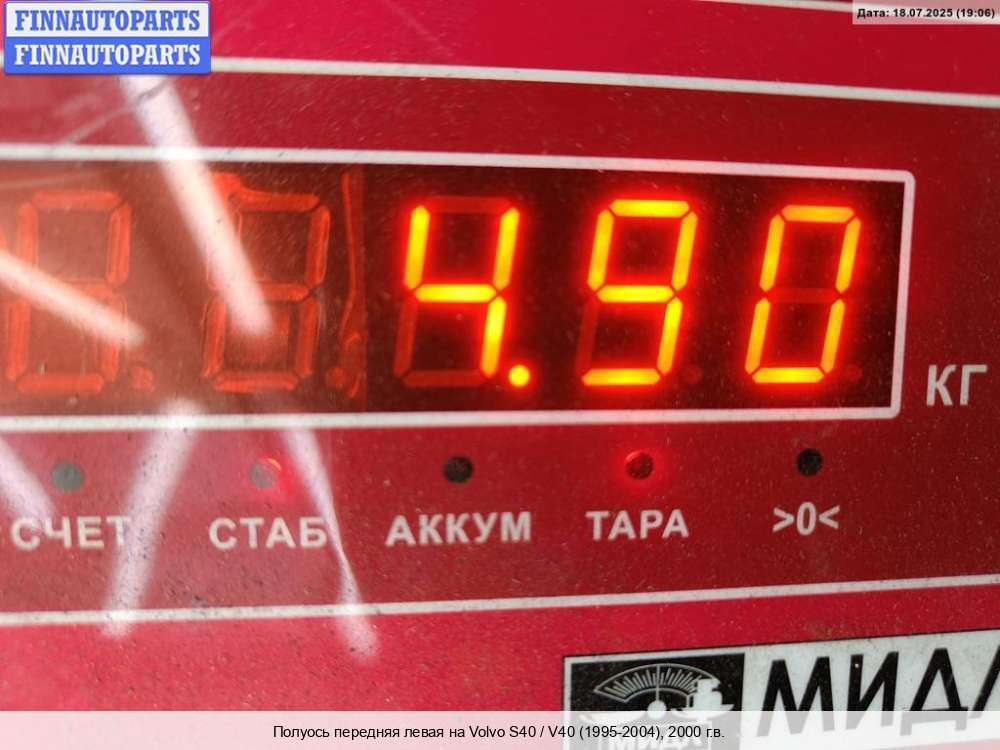 FINNAUTOPARTS
FINNAUTOPARTS
Дата: 18.07.2025 (19:06)
4.90
КГ
СЧЕТ СТАБ АККУМ ТАРА >0<
Полуось передняя левая на Volvo S40 / V40 (1995-2004), 2000 г.в.